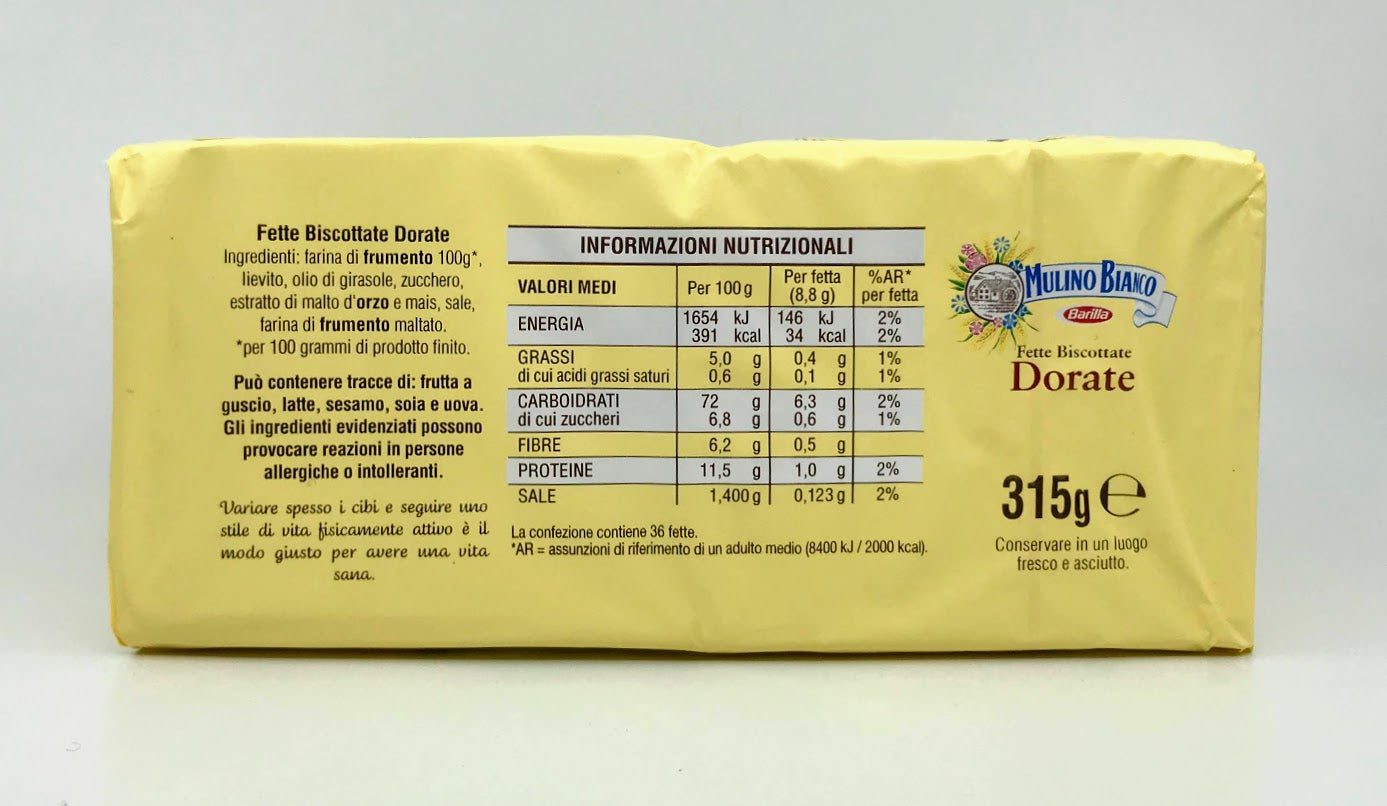 Fette Biscottate Dorate
Ingredienti: farina di frumento 100g*,
lievito, olio di girasole, zucchero,
estratto di malto d'orzo e mais, sale,
farina di frumento maltato.
*per 100 grammi di prodotto finito.
Può contenere tracce di: frutta a
guscio, latte, sesamo, soia e uova.
Gli ingredienti evidenziati possono
provocare reazioni in persone
allergiche o intolleranti.
Variare spesso i cibi e seguire uno
stile di vita fisicamente attivo è il
modo giusto per avere una vita
sana.
INFORMAZIONI NUTRIZIONALI
VALORI MEDI Per 100 g Per fetta (8,8 g) %AR* per fetta
ENERGIA 1654 kJ 146 kJ 2%
391 kcal 34 kcal 2%
GRASSI 5,0 g 0,4 g 1%
di cui acidi grassi saturi 0,6 g 0,1 g 1%
CARBOIDRATI 72 g 6,3 g 2%
di cui zuccheri 6,8 g 0,6 g 1%
FIBRE 6,2 g 0,5 g
PROTEINE 11,5 g 1,0 g 2%
SALE 1,400 g 0,123 g 2%
La confezione contiene 36 fette.
*AR = assunzioni di riferimento di un adulto medio (8400 kJ / 2000 kcal).
MULINO BIANCO
Barilla
Fette Biscottate
Dorate
315g ℮
Conservare in un luogo
fresco e asciutto.